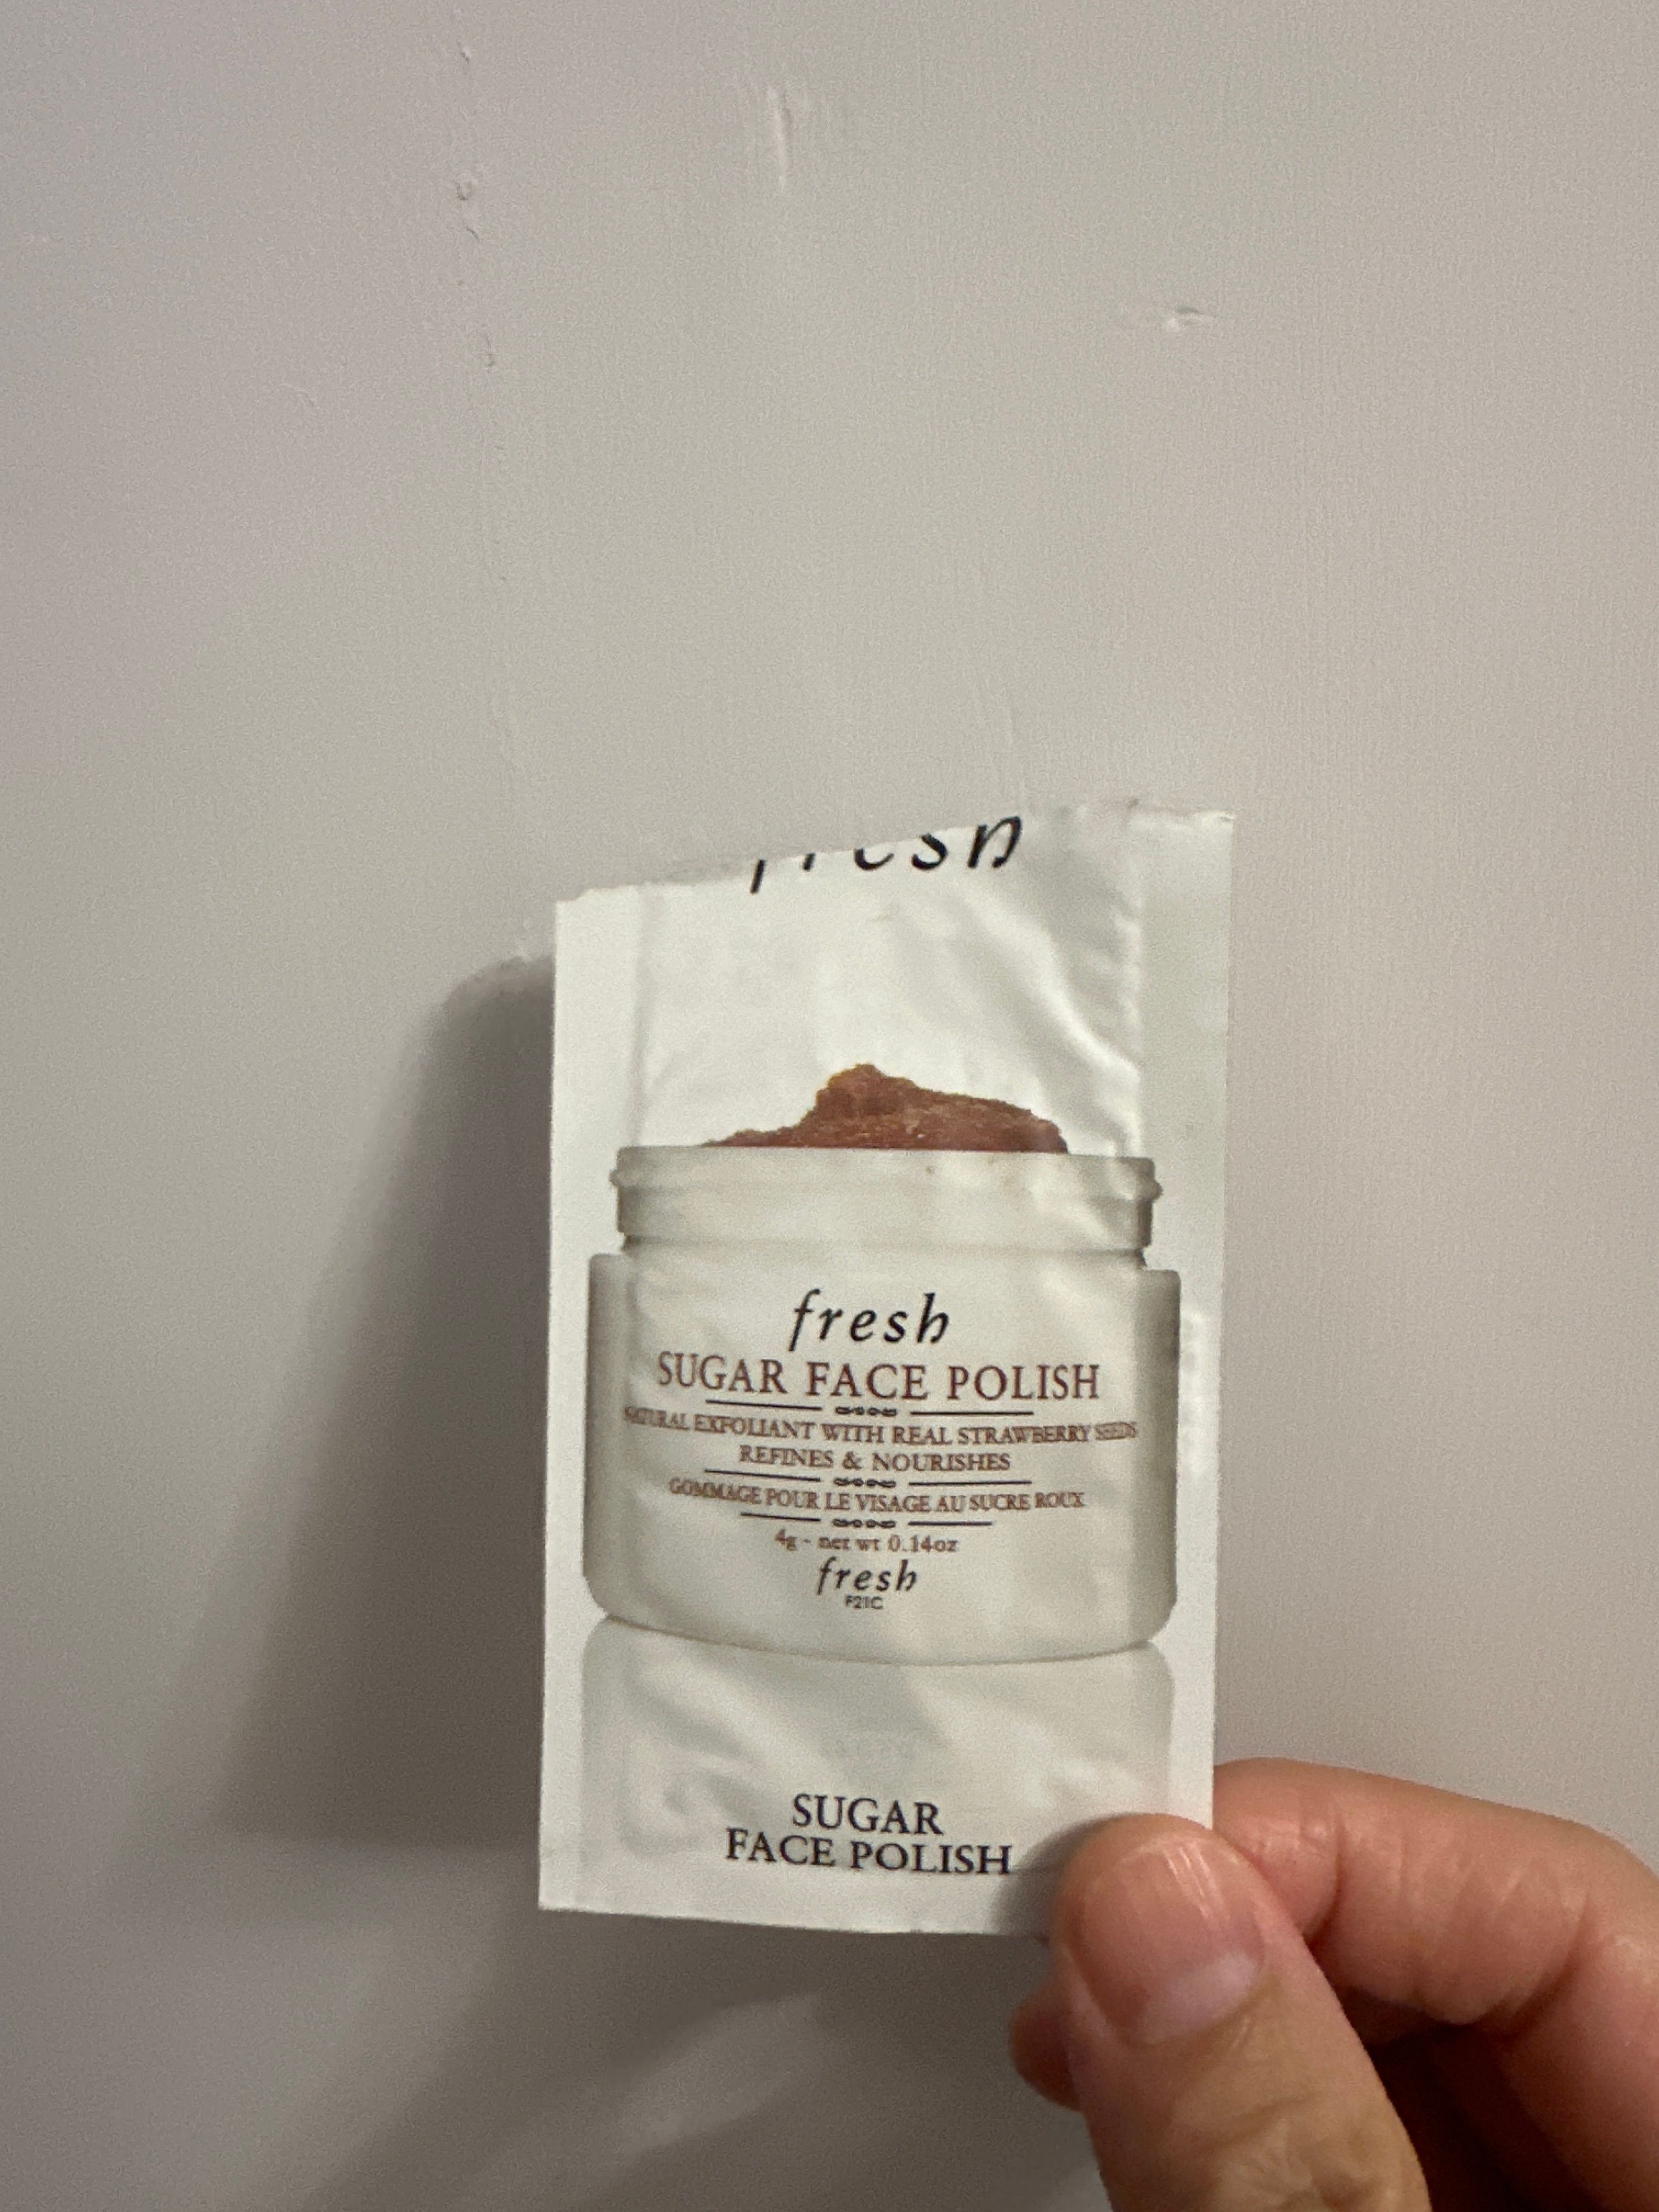 fresh
fresh
SUGAR FACE POLISH
NATURAL EXFOLIANT WITH REAL STRAWBERRY SEEDS
REFINES & NOURISHES
GOMMAGE POUR LE VISAGE AU SUCRE ROUX
4g - net wt 0.14oz
fresh
F21C
SUGAR
FACE POLISH